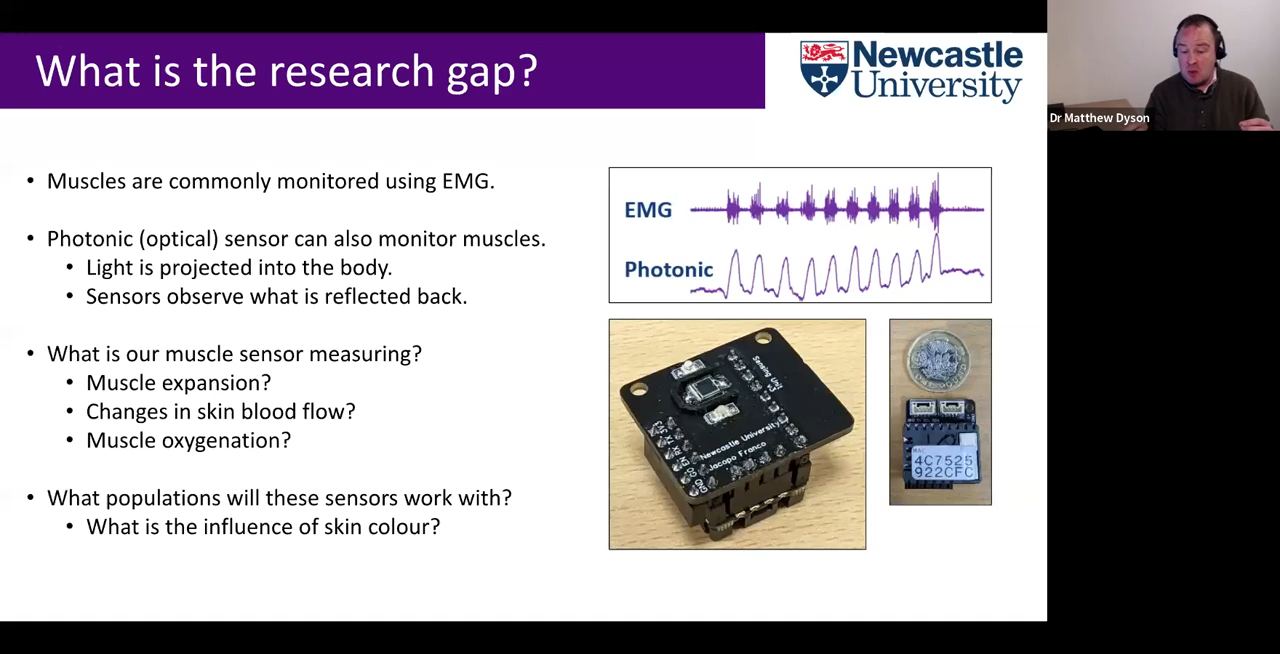 What is the research gap?
Newcastle
University
Dr Matthew Dyson
• Muscles are commonly monitored using EMG.
• Photonic (optical) sensor can also monitor muscles.
• Light is projected into the body.
• Sensors observe what is reflected back.
• What is our muscle sensor measuring?
• Muscle expansion?
• Changes in skin blood flow?
• Muscle oxygenation?
• What populations will these sensors work with?
• What is the influence of skin colour?
EMG
Photonic
Newcastle University
Jacopo Franco
4C7525
922CFC